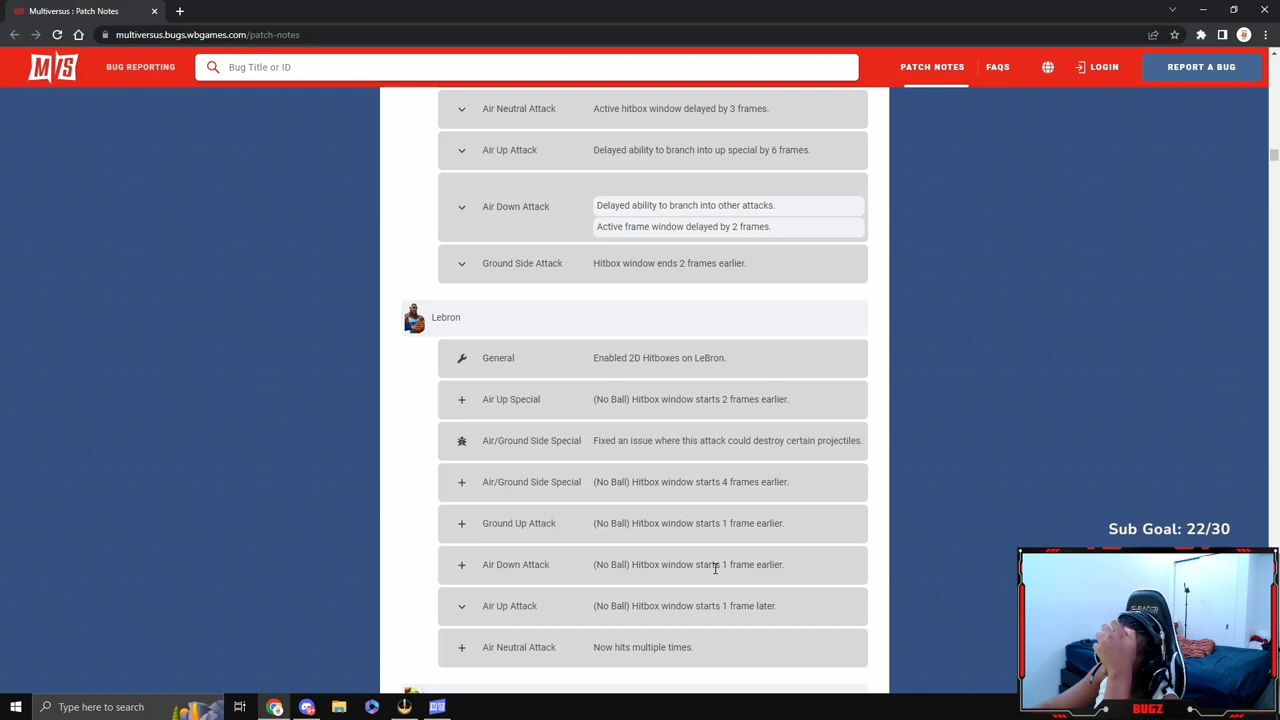 Multiversus : Patch Notes
multiversus.bugs.wbgames.com/patch-notes
MVS
BUG REPORTING
Bug Title or ID
PATCH NOTES
FAQS
LOGIN
REPORT A BUG
Air Neutral Attack Active hitbox window delayed by 3 frames.
Air Up Attack Delayed ability to branch into up special by 6 frames.
Delayed ability to branch into other attacks.
Air Down Attack
Active frame window delayed by 2 frames.
Ground Side Attack Hitbox window ends 2 frames earlier.
Lebron
General Enabled 2D Hitboxes on LeBron.
Air Up Special (No Ball) Hitbox window starts 2 frames earlier.
Air/Ground Side Special Fixed an issue where this attack could destroy certain projectiles.
Air/Ground Side Special (No Ball) Hitbox window starts 4 frames earlier.
Ground Up Attack (No Ball) Hitbox window starts 1 frame earlier.
Air Down Attack (No Ball) Hitbox window starts 1 frame earlier.
Air Up Attack (No Ball) Hitbox window starts 1 frame later.
Air Neutral Attack Now hits multiple times.
Sub Goal: 22/30
BUGZ
Type here to search